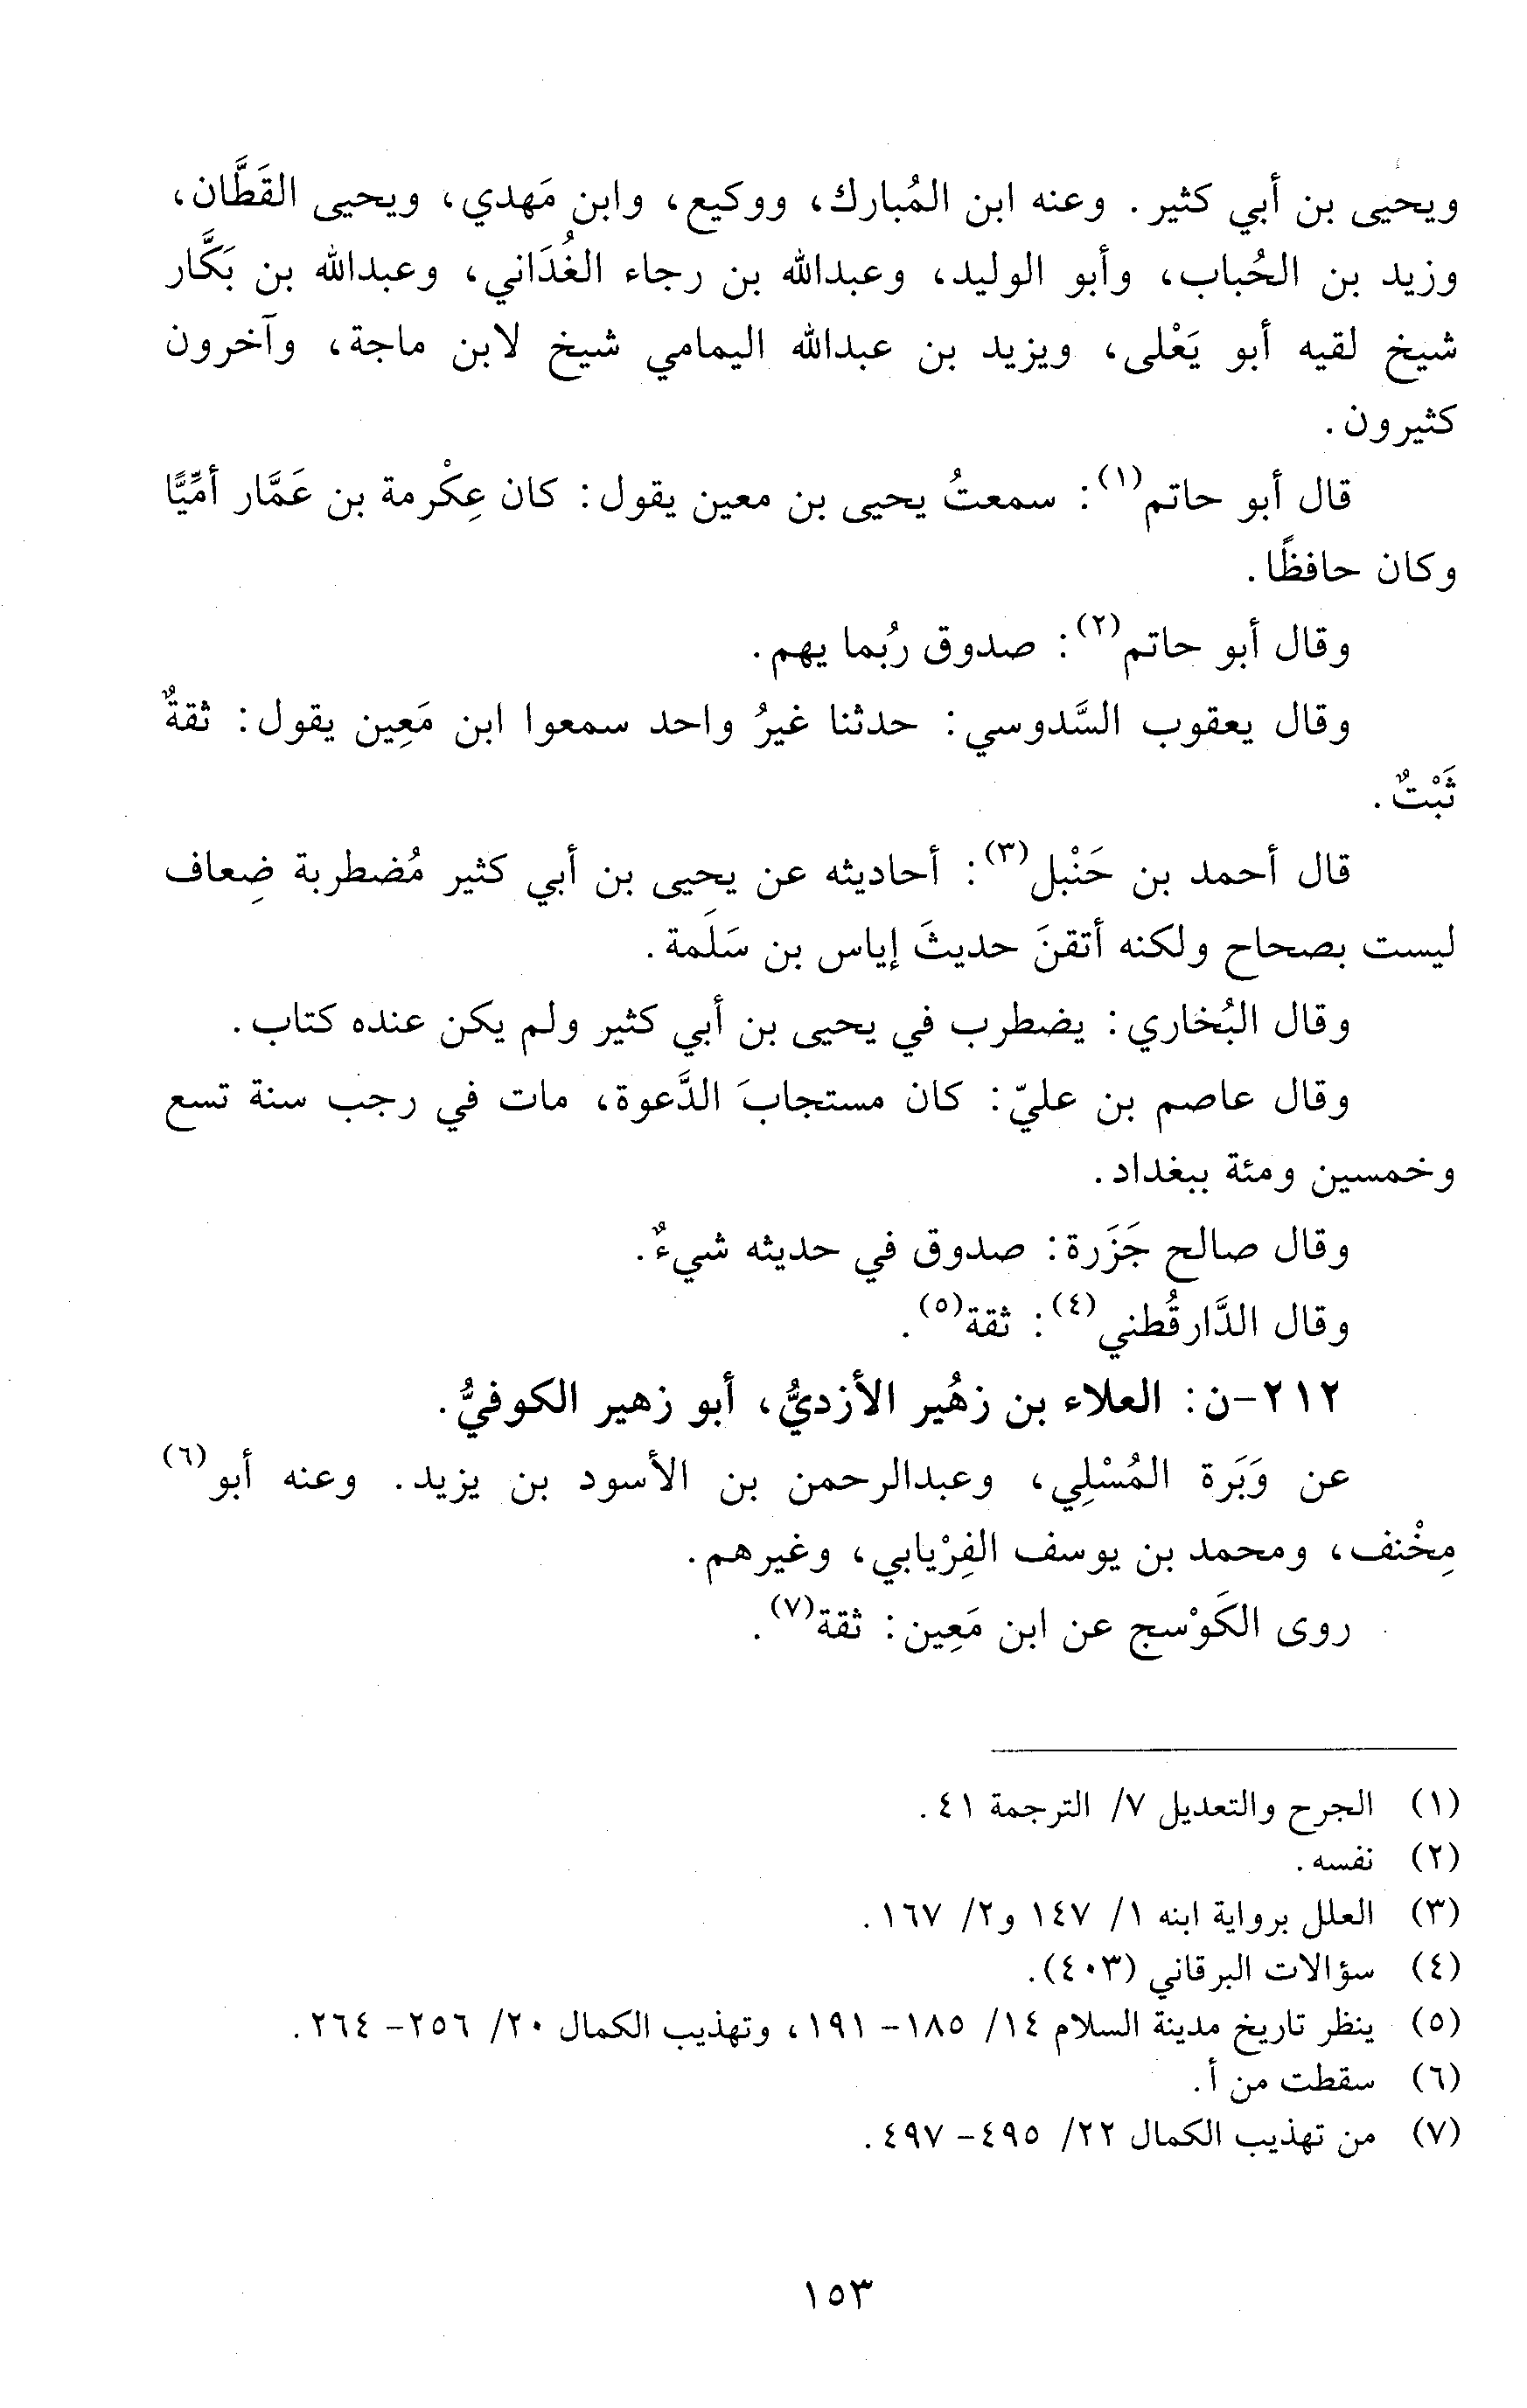 ويحيى بن أبي كثير. وعنه ابن المُبارك، ووكيع، وابن مَهدي، ويحيى القَطَّان،
وزيد بن الحُباب، وأبو الوليد، وعبدالله بن رجاء الغُدَاني، وعبدالله بن بَكَّار
شيخ لقيه أبو يَعْلى، ويزيد بن عبدالله اليمامي شيخ لابن ماجة، وآخرون
كثيرون.
قال أبو حاتم(١): سمعتُ يحيى بن معين يقول: كان عِكْرمة بن عَمَّار أمِّيًّا
وكان حافظًا.
وقال أبو حاتم(٢): صدوق رُبما يهم.
وقال يعقوب السَّدوسي: حدثنا غيرُ واحد سمعوا ابن مَعِين يقول: ثقةٌ
ثَبْتٌ.
قال أحمد بن حَنْبل(٣): أحاديثه عن يحيى بن أبي كثير مُضطربة ضِعاف
ليست بصحاح ولكنه أتقنَ حديثَ إياس بن سَلَمة.
وقال البُخاري: يضطرب في يحيى بن أبي كثير ولم يكن عنده كتاب.
وقال عاصم بن عليّ: كان مستجابَ الدَّعوة، مات في رجب سنة تسع
وخمسين ومئة ببغداد.
وقال صالح جَزَرة: صدوق في حديثه شيءٌ.
وقال الدَّارقُطني(٤): ثقة(٥).
٢١٢-ن: العلاء بن زهُير الأزديُّ، أبو زهير الكوفيُّ.
عن وَبَرة المُسْلِي، وعبدالرحمن بن الأسود بن يزيد. وعنه أبو(٦)
مِخْنف، ومحمد بن يوسف الفِرْيابي، وغيرهم.
روى الكَوْسج عن ابن مَعِين: ثقة(٧).
(١) الجرح والتعديل ٧/ الترجمة ٤١.
(٢) نفسه.
(٣) العلل برواية ابنه ١/ ١٤٧ و٢/ ١٦٧.
(٤) سؤالات البرقاني (٤٠٣).
(٥) ينظر تاريخ مدينة السلام ١٤/ ١٨٥- ١٩١، وتهذيب الكمال ٢٠/ ٢٥٦- ٢٦٤.
(٦) سقطت من أ.
(٧) من تهذيب الكمال ٢٢/ ٤٩٥- ٤٩٧.
١٥٣